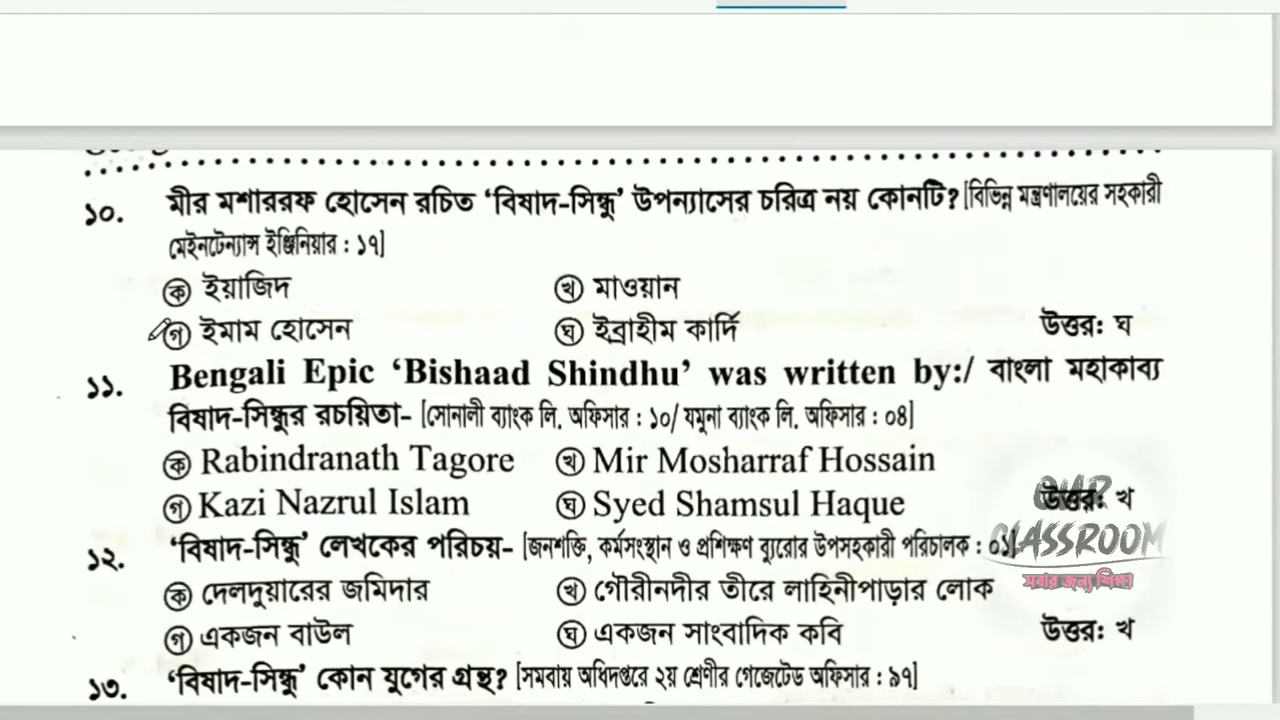 ১০. মীর মশাররফ হোসেন রচিত ‘বিষাদ-সিন্ধু’ উপন্যাসের চরিত্র নয় কোনটি? [বিভিন্ন মন্ত্রণালয়ের সহকারী
মেইনটেন্যান্স ইঞ্জিনিয়ার : ১৭]
ক ইয়াজিদ খ মাওয়ান
গ ইমাম হোসেন ঘ ইব্রাহীম কার্দি উত্তর: ঘ
১১. Bengali Epic ‘Bishaad Shindhu’ was written by:/ বাংলা মহাকাব্য
বিষাদ-সিন্ধুর রচয়িতা- [সোনালী ব্যাংক লি. অফিসার : ১০/ যমুনা ব্যাংক লি. অফিসার : ০৪]
ক Rabindranath Tagore খ Mir Mosharraf Hossain
গ Kazi Nazrul Islam ঘ Syed Shamsul Haque উত্তর: খ
OUR
CLASSROOM
সবার জন্য শিক্ষা
১২. ‘বিষাদ-সিন্ধু’ লেখকের পরিচয়- [জনশক্তি, কর্মসংস্থান ও প্রশিক্ষণ ব্যুরোর উপসহকারী পরিচালক : ০১]
ক দেলদুয়ারের জমিদার খ গৌরীনদীর তীরে লাহিনীপাড়ার লোক
গ একজন বাউল ঘ একজন সাংবাদিক কবি উত্তর: খ
১৩. ‘বিষাদ-সিন্ধু’ কোন যুগের গ্রন্থ? [সমবায় অধিদপ্তরে ২য় শ্রেণীর গেজেটেড অফিসার : ৯৭]